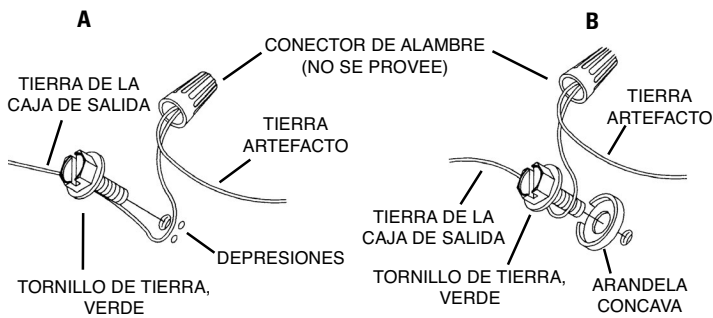 A
B
CONECTOR DE ALAMBRE
(NO SE PROVEE)
TIERRA DE LA
CAJA DE SALIDA
TIERRA
ARTEFACTO
DEPRESIONES
TORNILLO DE TIERRA,
VERDE
TIERRA
ARTEFACTO
TIERRA DE LA
CAJA DE SALIDA
TORNILLO DE TIERRA,
VERDE
ARANDELA
CONCAVA